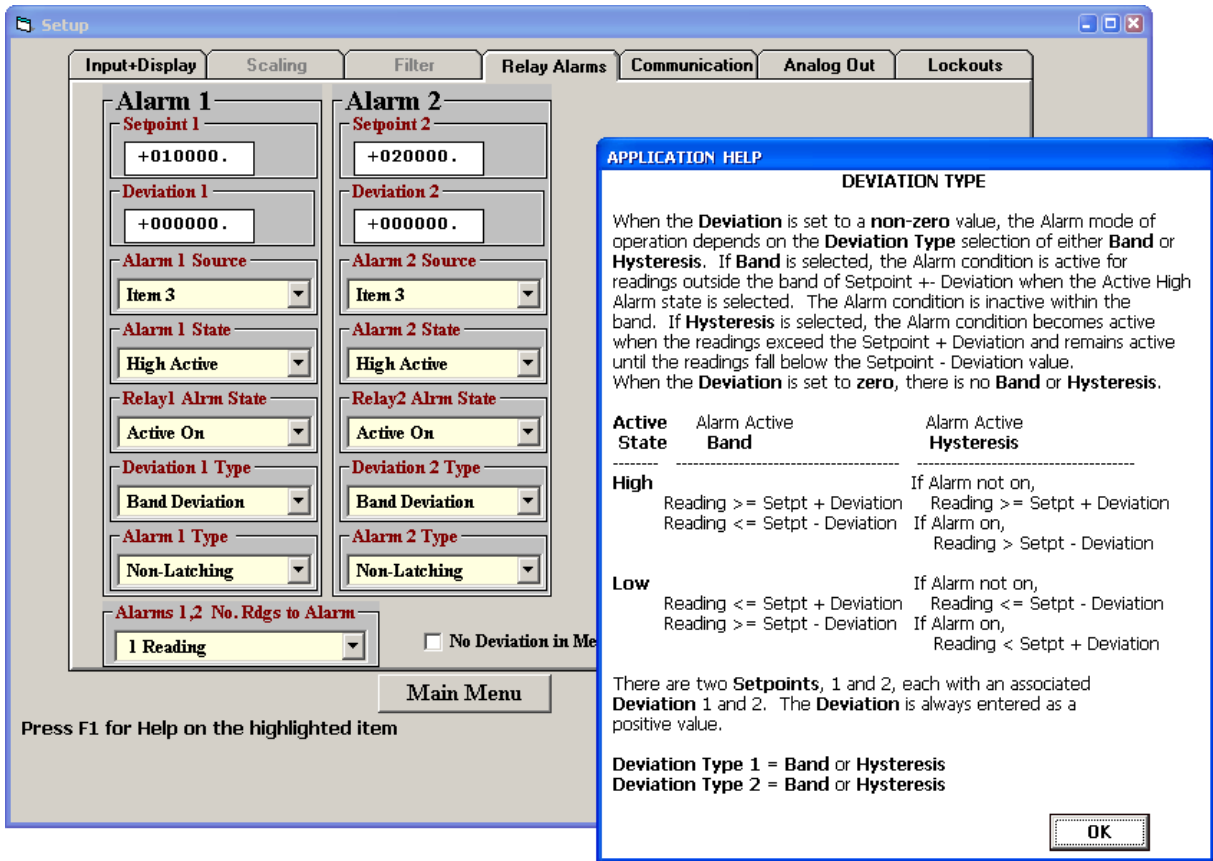 Setup
Input+Display Scaling Filter Relay Alarms Communication Analog Out Lockouts
Alarm 1
Setpoint 1
+010000.
Deviation 1
+000000.
Alarm 1 Source
Item 3
Alarm 1 State
High Active
Relay1 Alrm State
Active On
Deviation 1 Type
Band Deviation
Alarm 1 Type
Non-Latching
Alarm 2
Setpoint 2
+020000.
Deviation 2
+000000.
Alarm 2 Source
Item 3
Alarm 2 State
High Active
Relay2 Alrm State
Active On
Deviation 2 Type
Band Deviation
Alarm 2 Type
Non-Latching
Alarms 1,2 No. Rdgs to Alarm
1 Reading
No Deviation in Me
Main Menu
Press F1 for Help on the highlighted item
APPLICATION HELP
DEVIATION TYPE
When the Deviation is set to a non-zero value, the Alarm mode of
operation depends on the Deviation Type selection of either Band or
Hysteresis. If Band is selected, the Alarm condition is active for
readings outside the band of Setpoint +- Deviation when the Active High
Alarm state is selected. The Alarm condition is inactive within the
band. If Hysteresis is selected, the Alarm condition becomes active
when the readings exceed the Setpoint + Deviation and remains active
until the readings fall below the Setpoint - Deviation value.
When the Deviation is set to zero, there is no Band or Hysteresis.
Active Alarm Active Alarm Active
State Band Hysteresis
-------- -------------------------------------- -------------------------------------
High If Alarm not on,
Reading >= Setpt + Deviation Reading >= Setpt + Deviation
Reading <= Setpt - Deviation If Alarm on,
Reading > Setpt - Deviation
Low If Alarm not on,
Reading <= Setpt + Deviation Reading <= Setpt - Deviation
Reading >= Setpt - Deviation If Alarm on,
Reading < Setpt + Deviation
There are two Setpoints, 1 and 2, each with an associated
Deviation 1 and 2. The Deviation is always entered as a
positive value.
Deviation Type 1 = Band or Hysteresis
Deviation Type 2 = Band or Hysteresis
OK